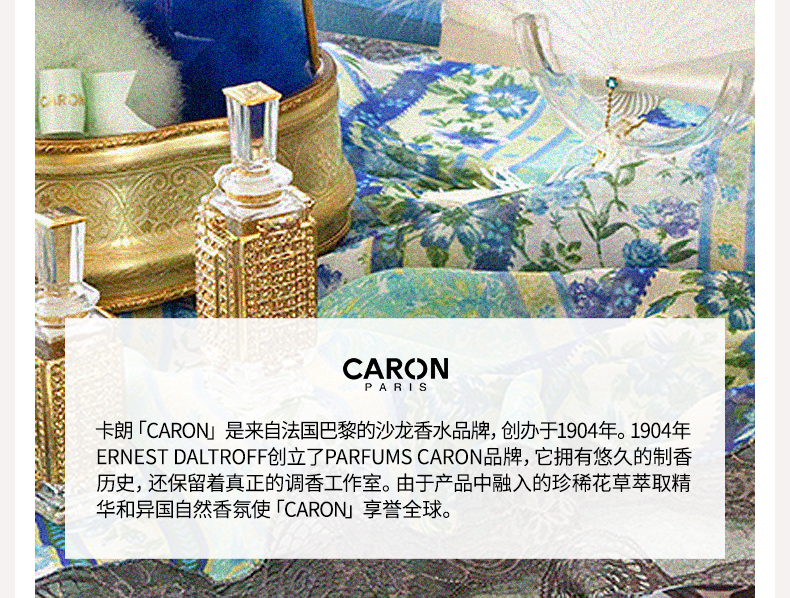 CARON
CARON
PARIS
卡朗「CARON」是来自法国巴黎的沙龙香水品牌，创办于1904年。1904年
ERNEST DALTROFF创立了PARFUMS CARON品牌，它拥有悠久的制香
历史，还保留着真正的调香工作室。由于产品中融入的珍稀花草萃取精
华和异国自然香氛使「CARON」享誉全球。